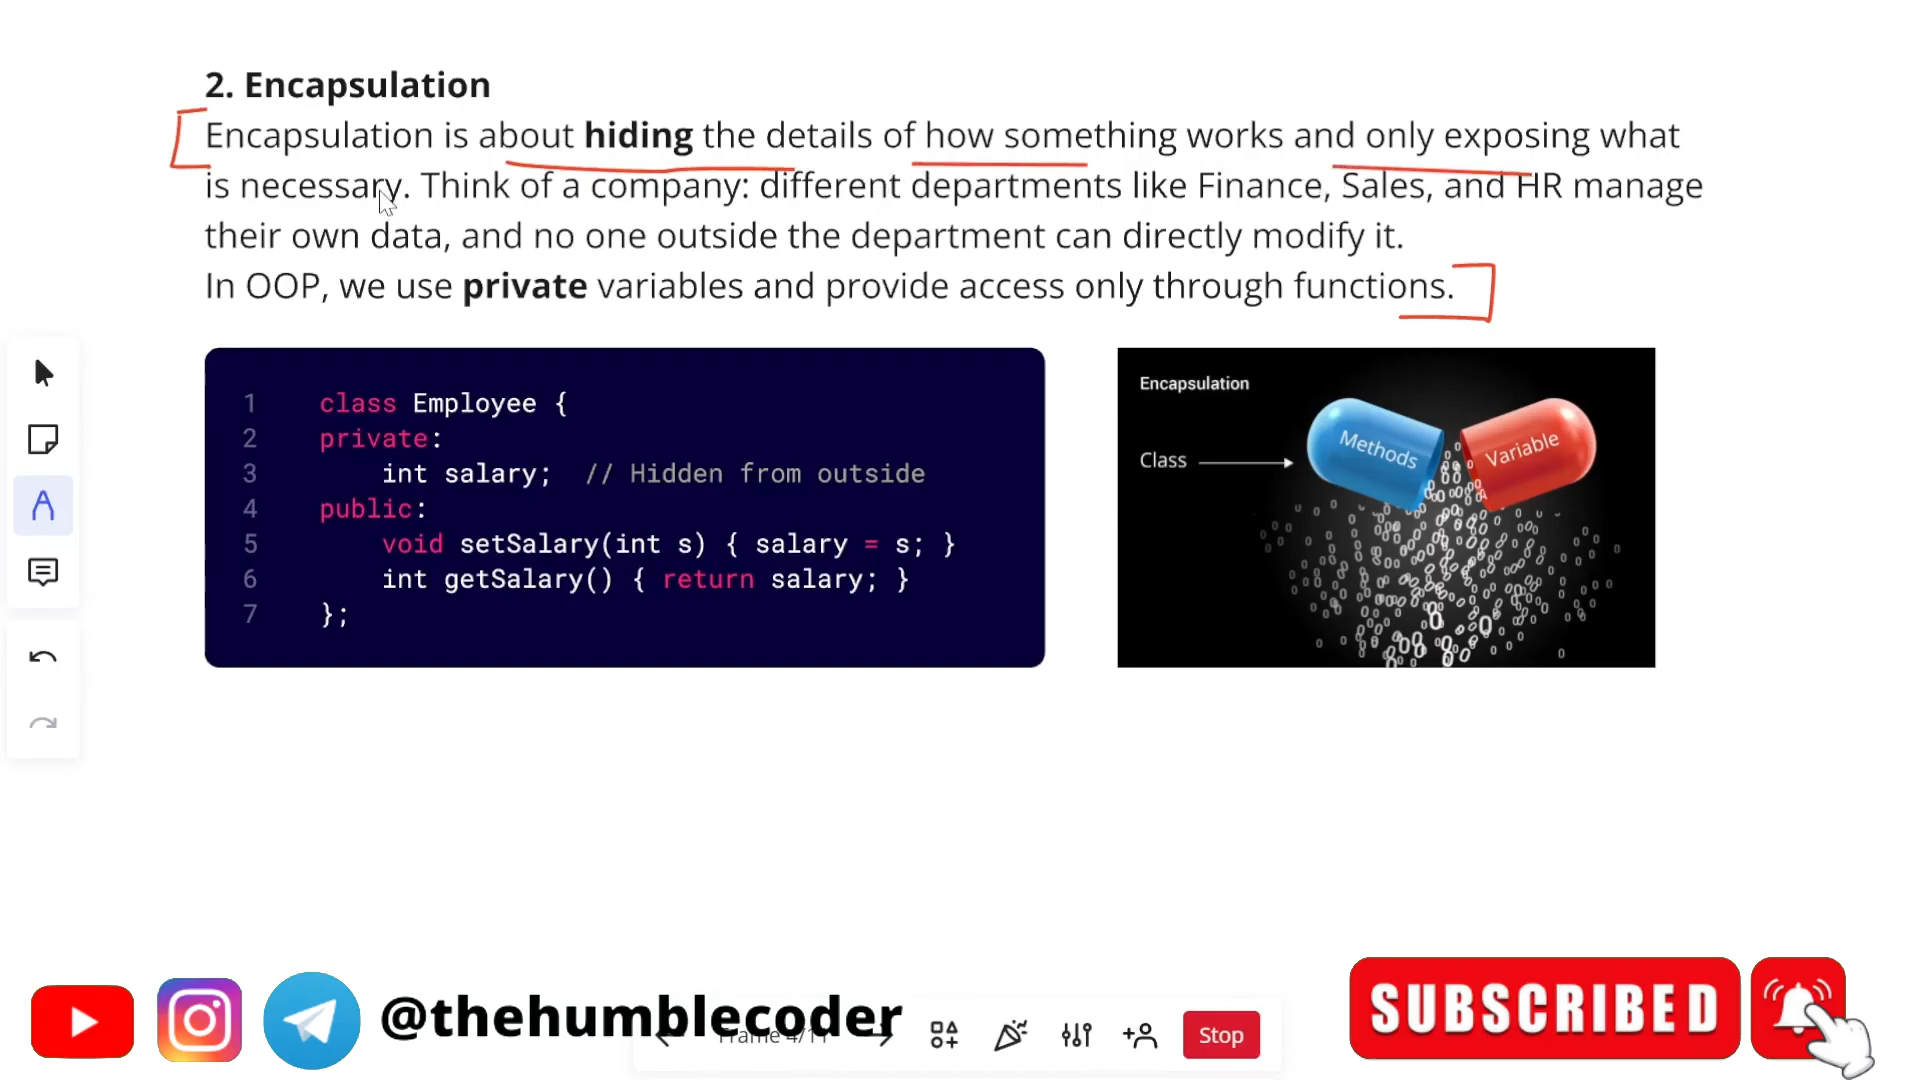 2. Encapsulation
Encapsulation is about hiding the details of how something works and only exposing what
is necessary. Think of a company: different departments like Finance, Sales, and HR manage
their own data, and no one outside the department can directly modify it.
In OOP, we use private variables and provide access only through functions.
1 class Employee {
2 private:
3 int salary; // Hidden from outside
4 public:
5 void setSalary(int s) { salary = s; }
6 int getSalary() { return salary; }
7 };
Encapsulation
Class
Methods
Variable
@thehumblecoder
Frame 4/11
Stop
SUBSCRIBED